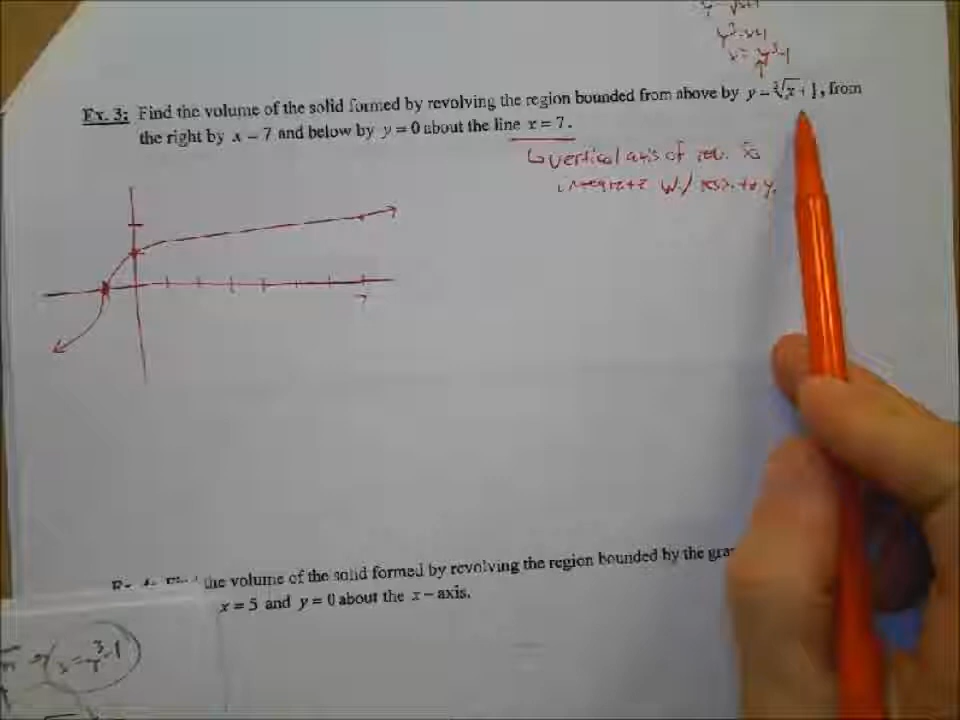 y³ = x+1
x = y³-1
Ex. 3: Find the volume of the solid formed by revolving the region bounded from above by y = ∛x+1, from
the right by x = 7 and below by y = 0 about the line x = 7.
↳ vertical axis of rev. so
integrate w/ resp. to y.
7
the volume of the solid formed by revolving the region bounded by the
x = 5 and y = 0 about the x-axis.
x = y³-1